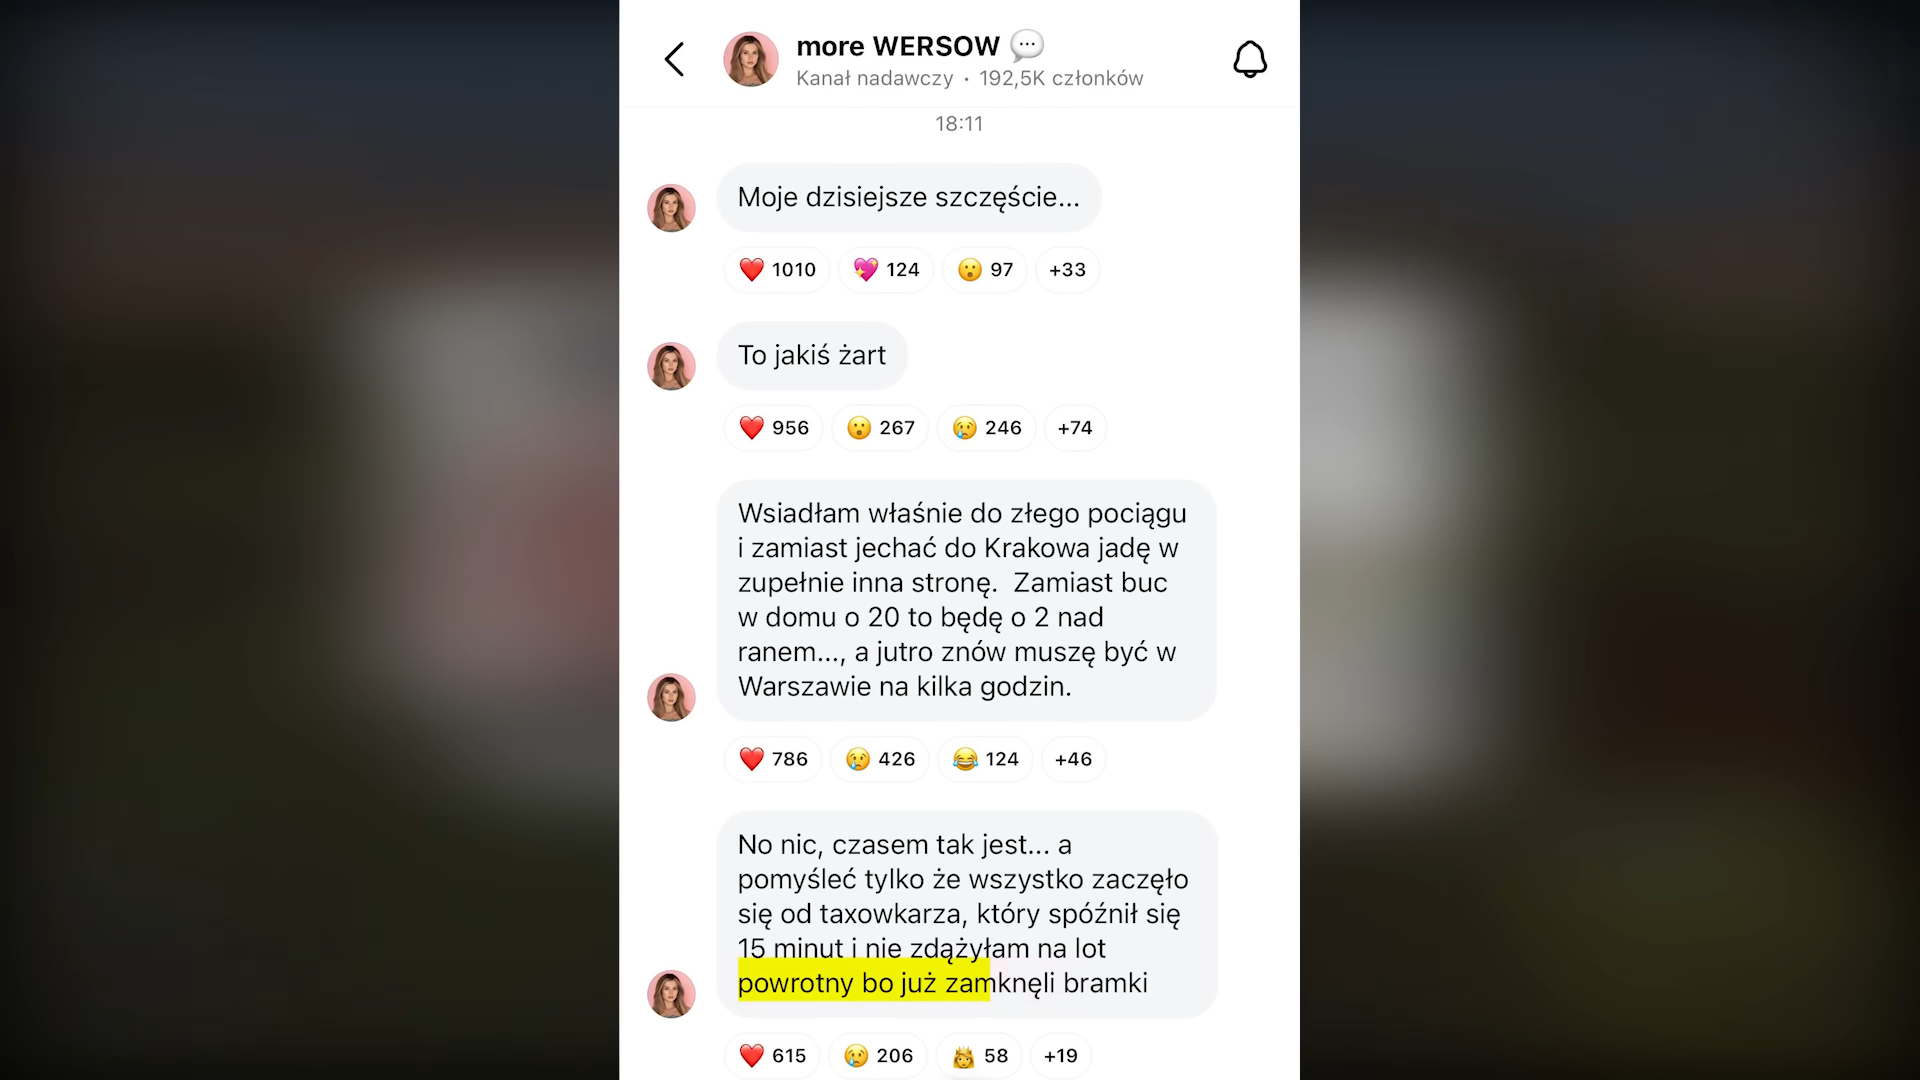 more WERSOW 💬
Kanał nadawczy · 192,5K członków
18:11
Moje dzisiejsze szczęście...
❤️ 1010 💖 124 😮 97 +33
To jakiś żart
❤️ 956 😮 267 😢 246 +74
Wsiadłam właśnie do złego pociągu
i zamiast jechać do Krakowa jadę w
zupełnie inna stronę.  Zamiast buc
w domu o 20 to będę o 2 nad
ranem..., a jutro znów muszę być w
Warszawie na kilka godzin.
❤️ 786 😢 426 😂 124 +46
No nic, czasem tak jest... a
pomyśleć tylko że wszystko zaczęło
się od taxowkarza, który spóźnił się
15 minut i nie zdążyłam na lot
powrotny bo już zamknęli bramki
❤️ 615 😢 206 👸 58 +19